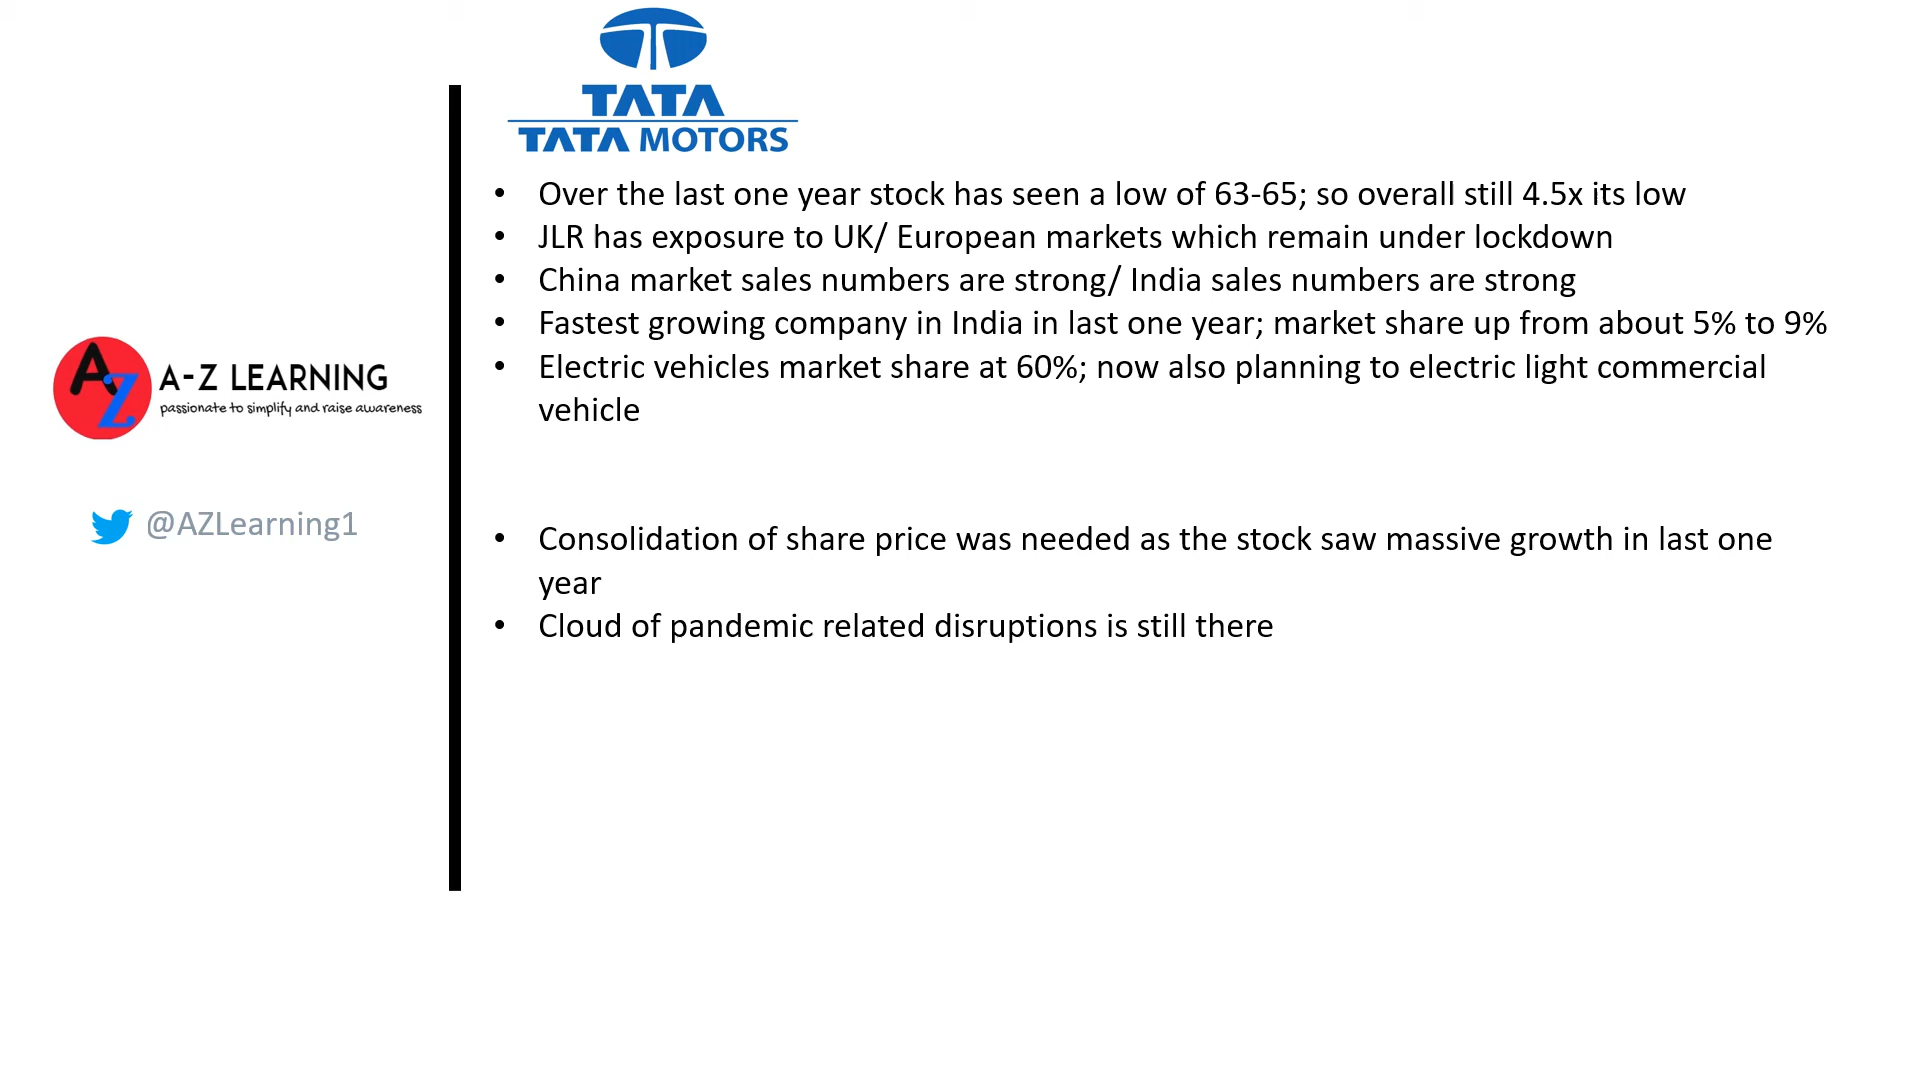 TATA
TATA MOTORS
• Over the last one year stock has seen a low of 63-65; so overall still 4.5x its low
• JLR has exposure to UK/ European markets which remain under lockdown
• China market sales numbers are strong/ India sales numbers are strong
• Fastest growing company in India in last one year; market share up from about 5% to 9%
• Electric vehicles market share at 60%; now also planning to electric light commercial
vehicle
AZ
A-Z LEARNING
passionate to simplify and raise awareness
@AZLearning1
• Consolidation of share price was needed as the stock saw massive growth in last one
year
• Cloud of pandemic related disruptions is still there